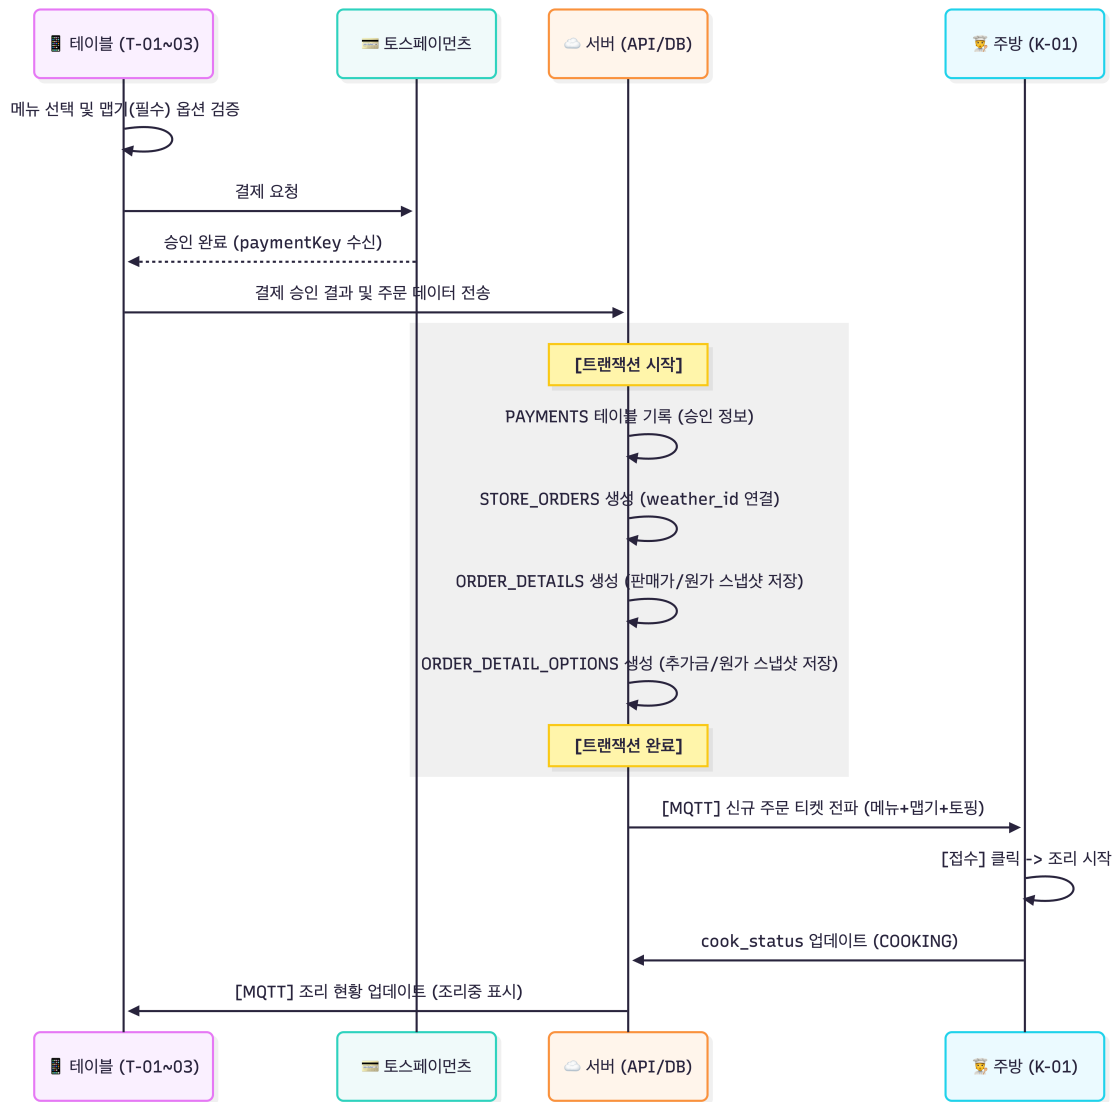 📱 테이블 (T-01~03)
💳 토스페이먼츠
☁️ 서버 (API/DB)
👨‍🍳 주방 (K-01)
메뉴 선택 및 맵기(필수) 옵션 검증
결제 요청
승인 완료 (paymentKey 수신)
결제 승인 결과 및 주문 데이터 전송
[트랜잭션 시작]
PAYMENTS 테이블 기록 (승인 정보)
STORE_ORDERS 생성 (weather_id 연결)
ORDER_DETAILS 생성 (판매가/원가 스냅샷 저장)
ORDER_DETAIL_OPTIONS 생성 (추가금/원가 스냅샷 저장)
[트랜잭션 완료]
[MQTT] 신규 주문 티켓 전파 (메뉴+맵기+토핑)
[접수] 클릭 -> 조리 시작
cook_status 업데이트 (COOKING)
[MQTT] 조리 현황 업데이트 (조리중 표시)
📱 테이블 (T-01~03)
💳 토스페이먼츠
☁️ 서버 (API/DB)
👨‍🍳 주방 (K-01)